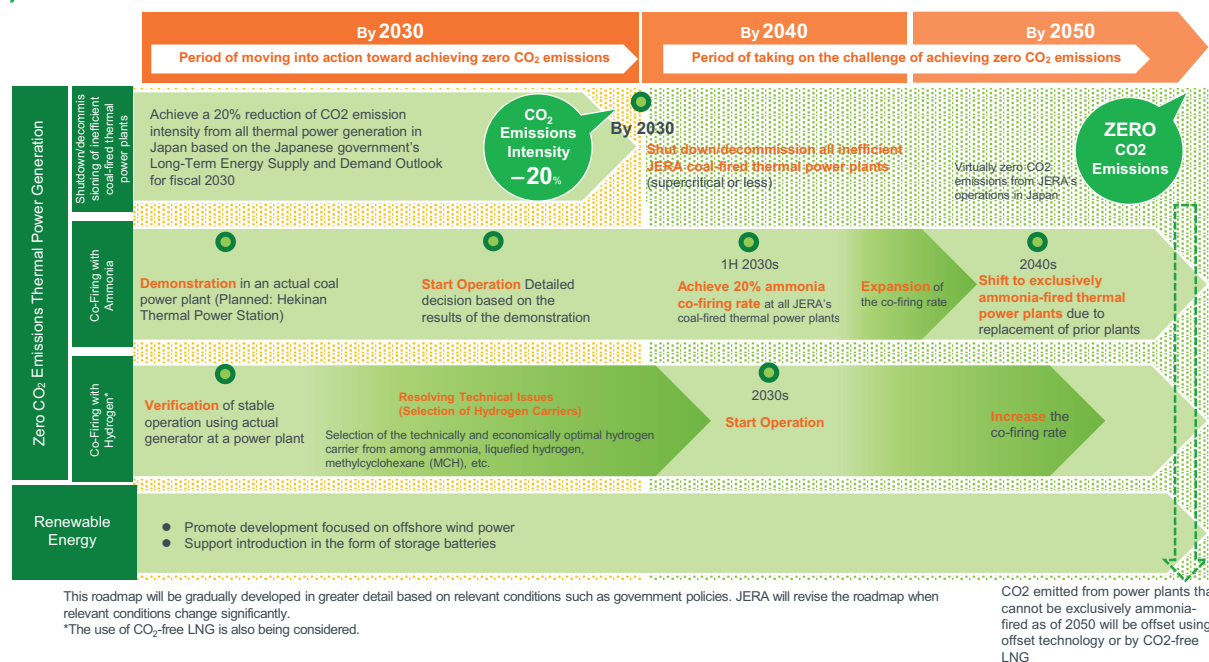 By 2030
Period of moving into action toward achieving zero CO₂ emissions
By 2040
By 2050
Period of taking on the challenge of achieving zero CO₂ emissions
Zero CO₂ Emissions Thermal Power Generation
Shutdown/decommis
sioning of inefficient
coal-fired thermal
power plants
Achieve a 20% reduction of CO2 emission
intensity from all thermal power generation in
Japan based on the Japanese government's
Long-Term Energy Supply and Demand Outlook
for fiscal 2030
CO₂
Emissions
Intensity
−20%
By 2030
Shut down/decommission all inefficient
JERA coal-fired thermal power plants
(supercritical or less)
Virtually zero CO2
emissions from JERA's
operations in Japan
ZERO
CO2
Emissions
Co-Firing with
Ammonia
Demonstration in an actual coal
power plant (Planned: Hekinan
Thermal Power Station)
Start Operation Detailed
decision based on the
results of the demonstration
1H 2030s
Achieve 20% ammonia
co-firing rate at all JERA's
coal-fired thermal power plants
Expansion of
the co-firing rate
2040s
Shift to exclusively
ammonia-fired thermal
power plants due to
replacement of prior plants
Co-Firing with
Hydrogen*
Verification of stable
operation using actual
generator at a power plant
Resolving Technical Issues
(Selection of Hydrogen Carriers)
Selection of the technically and economically optimal hydrogen
carrier from among ammonia, liquefied hydrogen,
methylcyclohexane (MCH), etc.
2030s
Start Operation
Increase the
co-firing rate
Renewable
Energy
● Promote development focused on offshore wind power
● Support introduction in the form of storage batteries
This roadmap will be gradually developed in greater detail based on relevant conditions such as government policies. JERA will revise the roadmap when
relevant conditions change significantly.
*The use of CO₂-free LNG is also being considered.
CO2 emitted from power plants tha
cannot be exclusively ammonia-
fired as of 2050 will be offset using
offset technology or by CO2-free
LNG